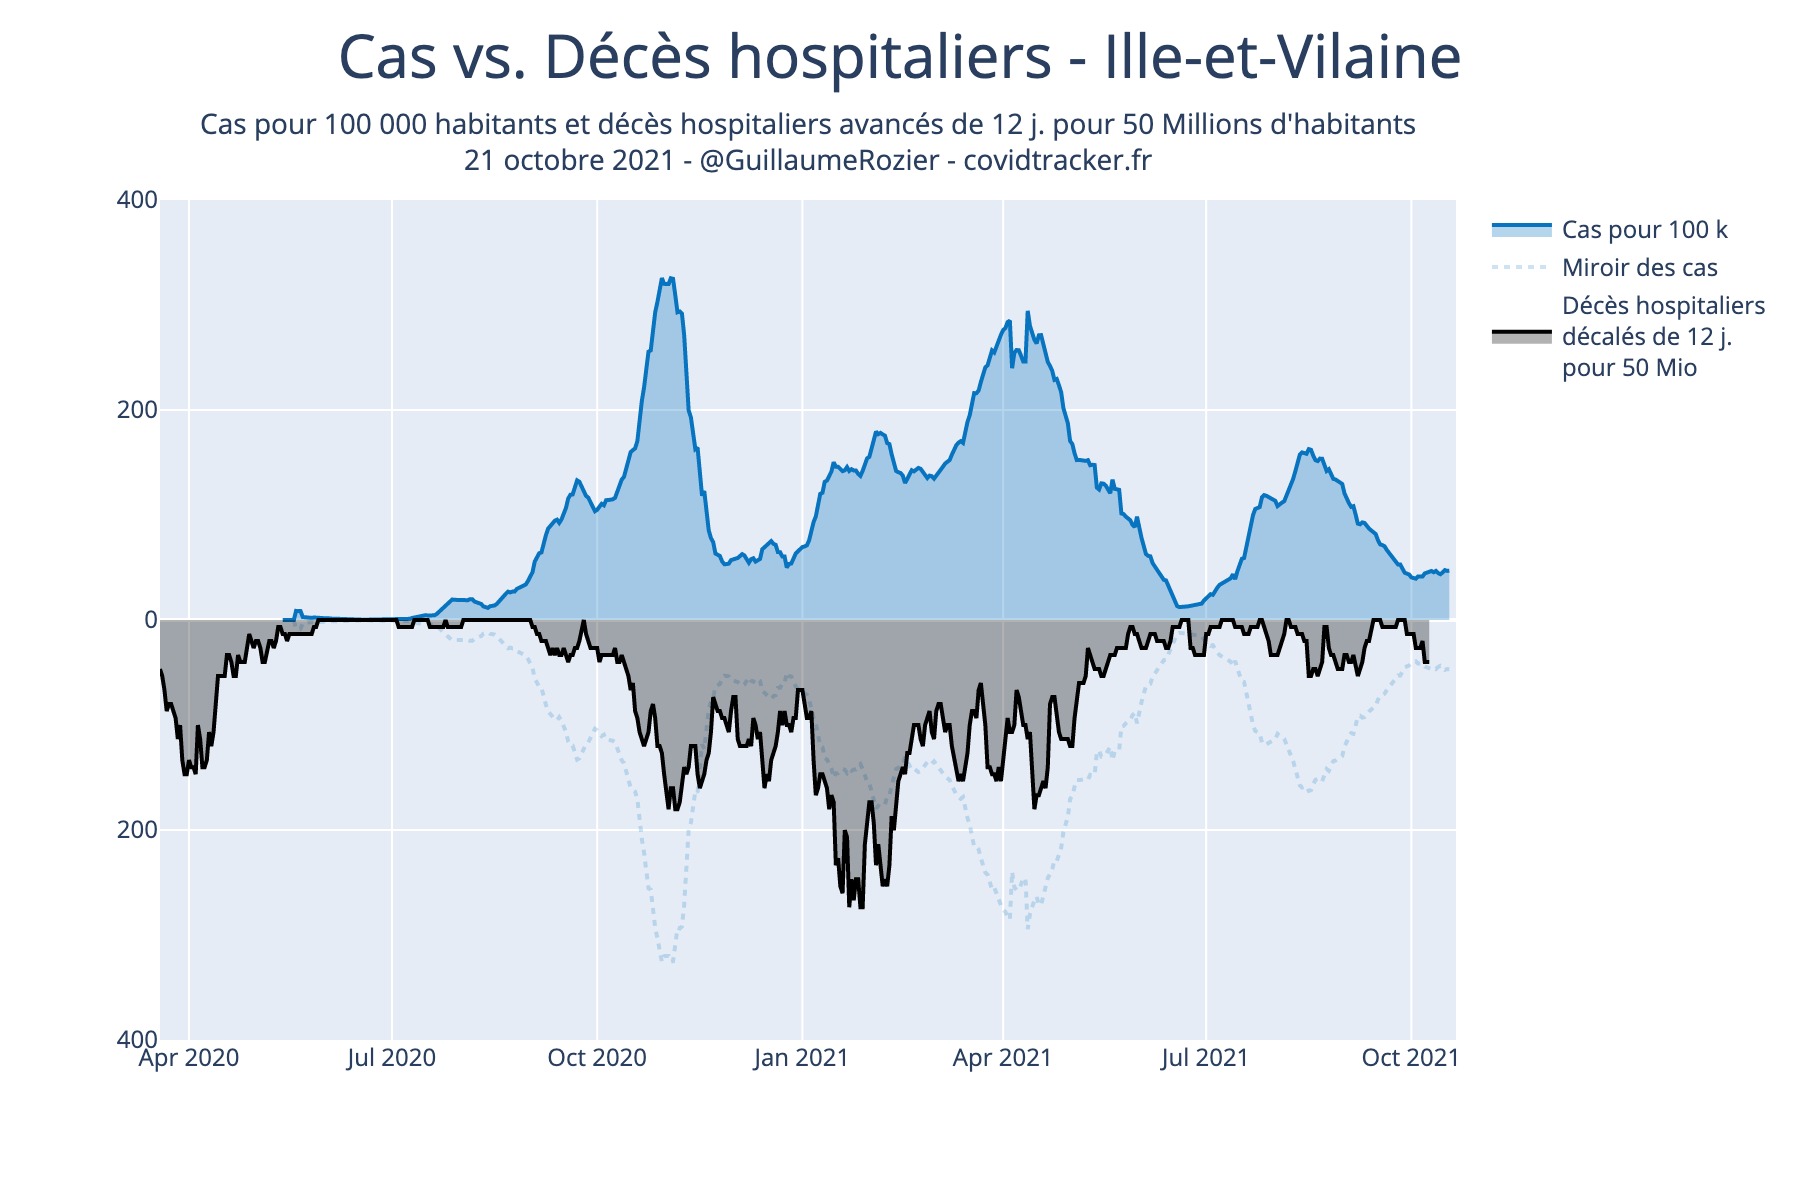 Cas vs. Décès hospitaliers - Ille-et-Vilaine
Cas pour 100 000 habitants et décès hospitaliers avancés de 12 j. pour 50 Millions d'habitants
21 octobre 2021 - @GuillaumeRozier - covidtracker.fr
400
200
0
200
400
Apr 2020
Jul 2020
Oct 2020
Jan 2021
Apr 2021
Jul 2021
Oct 2021
Cas pour 100 k
Miroir des cas
Décès hospitaliers
décalés de 12 j.
pour 50 Mio